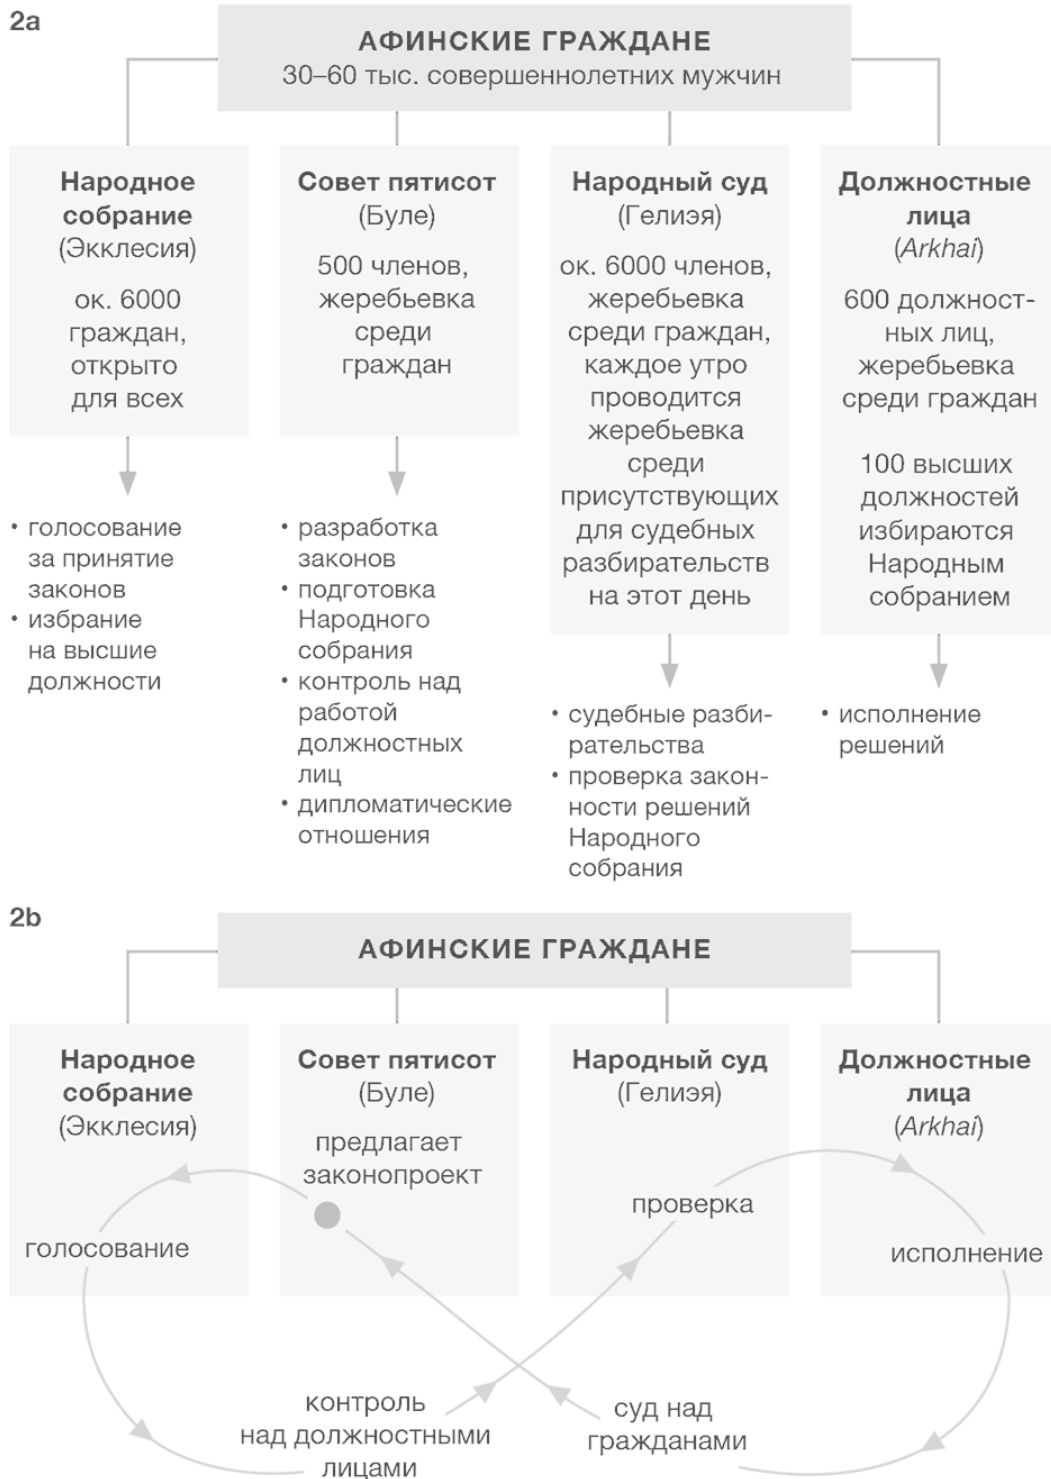 2a
АФИНСКИЕ ГРАЖДАНЕ
30–60 тыс. совершеннолетних мужчин
Народное
собрание
(Экклесия)
ок. 6000
граждан,
открыто
для всех
• голосование
за принятие
законов
• избрание
на высшие
должности
Совет пятисот
(Буле)
500 членов,
жеребьевка
среди
граждан
• разработка
законов
• подготовка
Народного
собрания
• контроль над
работой
должностных
лиц
• дипломатические
отношения
Народный суд
(Гелиэя)
ок. 6000 членов,
жеребьевка
среди граждан,
каждое утро
проводится
жеребьевка
среди
присутствующих
для судебных
разбирательств
на этот день
• судебные разби-
рательства
• проверка закон-
ности решений
Народного
собрания
Должностные
лица
(Arkhai)
600 должност-
ных лиц,
жеребьевка
среди граждан
100 высших
должностей
избираются
Народным
собранием
• исполнение
решений
2b
АФИНСКИЕ ГРАЖДАНЕ
Народное
собрание
(Экклесия)
голосование
Совет пятисот
(Буле)
предлагает
законопроект
Народный суд
(Гелиэя)
проверка
Должностные
лица
(Arkhai)
исполнение
контроль
над должностными
лицами
суд над
гражданами